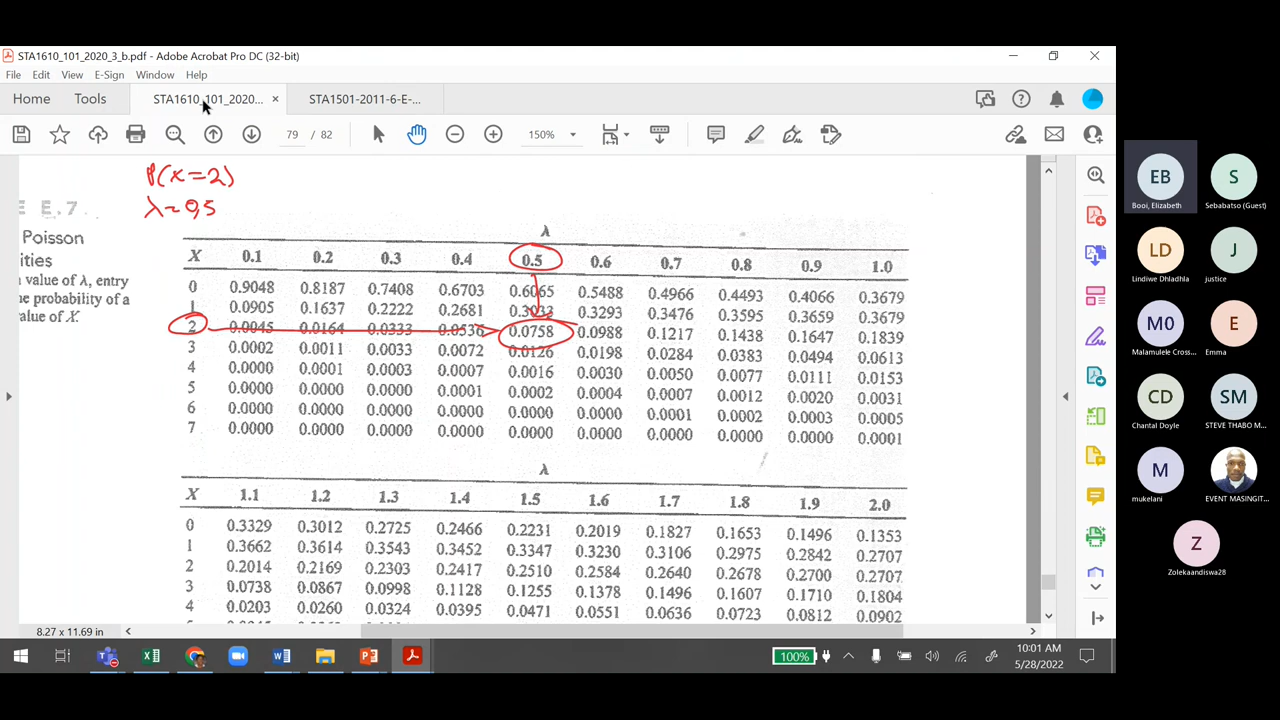 STA1610_101_2020_3_b.pdf - Adobe Acrobat Pro DC (32-bit)
File Edit View E-Sign Window Help
Home Tools STA1610_101_2020... × STA1501-2011-6-E-...
79 / 82 150%
P(x=2)
λ=0,5
E E.7
Poisson
ities
n value of λ, entry
ne probability of a
value of X.
λ
X 0.1 0.2 0.3 0.4 0.5 0.6 0.7 0.8 0.9 1.0
0 0.9048 0.8187 0.7408 0.6703 0.6065 0.5488 0.4966 0.4493 0.4066 0.3679
1 0.0905 0.1637 0.2222 0.2681 0.3033 0.3293 0.3476 0.3595 0.3659 0.3679
2 0.0045 0.0164 0.0333 0.0536 0.0758 0.0988 0.1217 0.1438 0.1647 0.1839
3 0.0002 0.0011 0.0033 0.0072 0.0126 0.0198 0.0284 0.0383 0.0494 0.0613
4 0.0000 0.0001 0.0003 0.0007 0.0016 0.0030 0.0050 0.0077 0.0111 0.0153
5 0.0000 0.0000 0.0000 0.0001 0.0002 0.0004 0.0007 0.0012 0.0020 0.0031
6 0.0000 0.0000 0.0000 0.0000 0.0000 0.0000 0.0001 0.0002 0.0003 0.0005
7 0.0000 0.0000 0.0000 0.0000 0.0000 0.0000 0.0000 0.0000 0.0000 0.0001
λ
X 1.1 1.2 1.3 1.4 1.5 1.6 1.7 1.8 1.9 2.0
0 0.3329 0.3012 0.2725 0.2466 0.2231 0.2019 0.1827 0.1653 0.1496 0.1353
1 0.3662 0.3614 0.3543 0.3452 0.3347 0.3230 0.3106 0.2975 0.2842 0.2707
2 0.2014 0.2169 0.2303 0.2417 0.2510 0.2584 0.2640 0.2678 0.2700 0.2707
3 0.0738 0.0867 0.0998 0.1128 0.1255 0.1378 0.1496 0.1607 0.1710 0.1804
4 0.0203 0.0260 0.0324 0.0395 0.0471 0.0551 0.0636 0.0723 0.0812 0.0902
8.27 x 11.69 in
100% 10:01 AM
5/28/2022
EB S
Booi, Elizabeth Sebabatso (Guest)
LD J
Lindiwe Dhladhla justice
M0 E
Malamulele Cross... Emma
CD SM
Chantal Doyle STEVE THABO M...
M
mukelani EVENT MASINGIT...
Z
Zolekaandiswa28